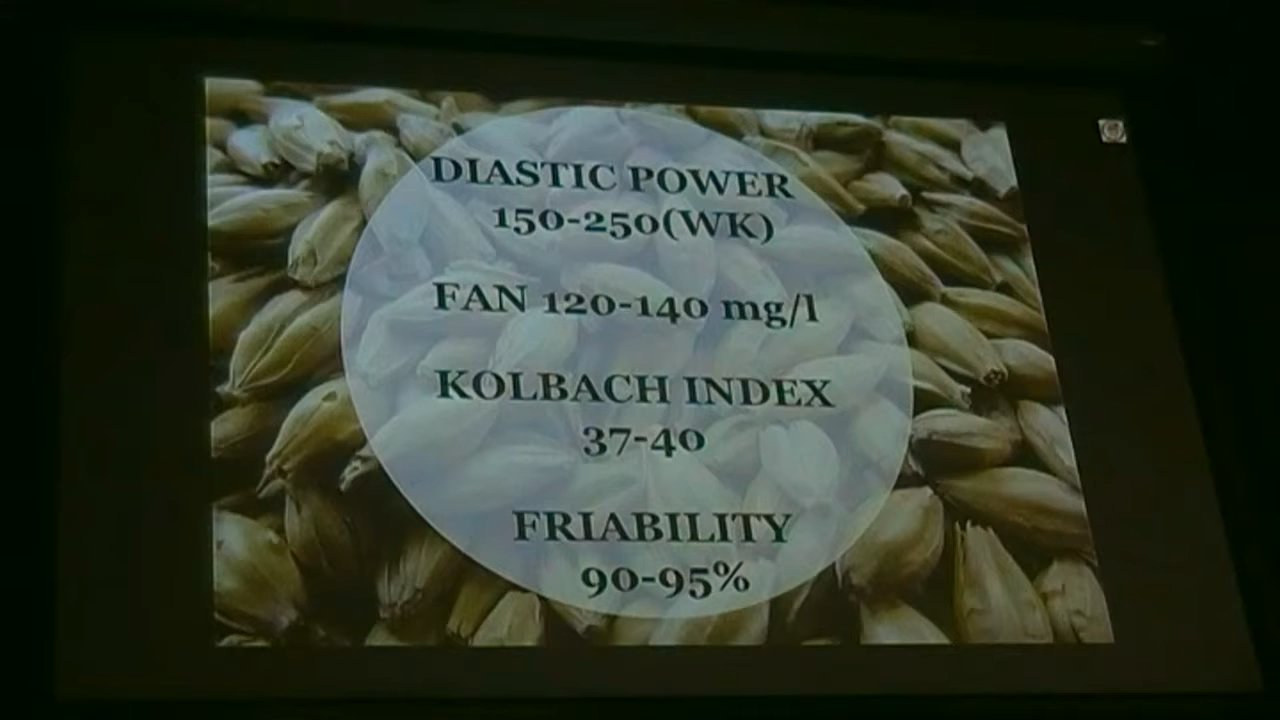 DIASTIC POWER
150-250(WK)
FAN 120-140 mg/l
KOLBACH INDEX
37-40
FRIABILITY
90-95%